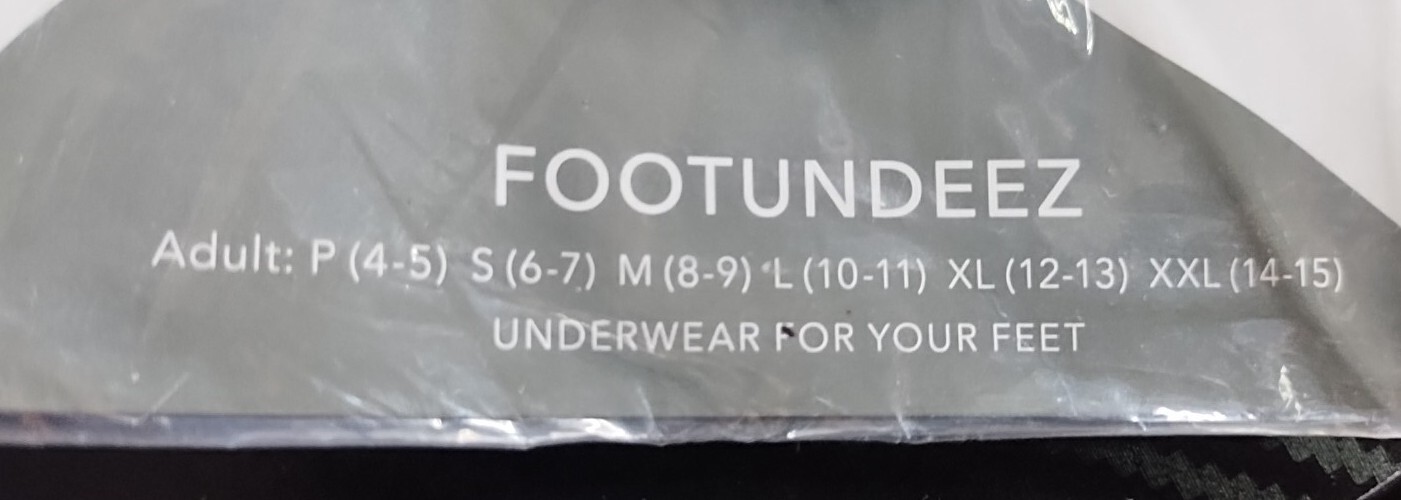 FOOTUNDEEZ
Adult: P (4-5) S (6-7) M (8-9) L (10-11) XL (12-13) XXL (14-15)
UNDERWEAR FOR YOUR FEET